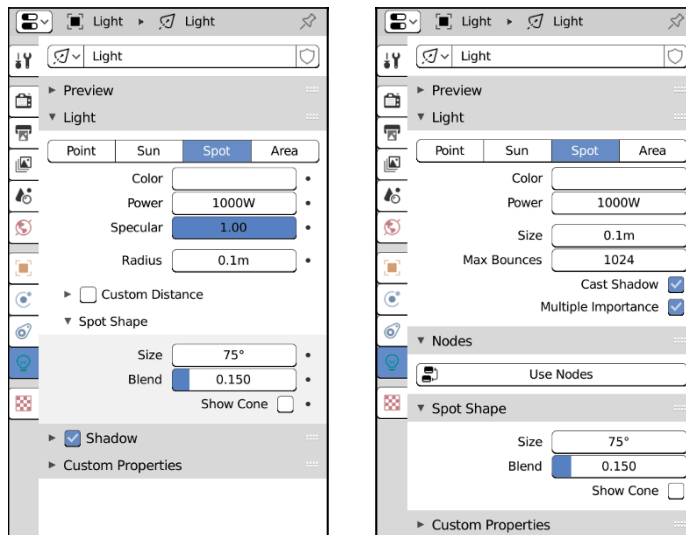 Light Light
Light
Preview
Light
Point Sun Spot Area
Color
Power 1000W
Specular 1.00
Radius 0.1m
Custom Distance
Spot Shape
Size 75°
Blend 0.150
Show Cone
Shadow
Custom Properties
Light Light
Light
Preview
Light
Point Sun Spot Area
Color
Power 1000W
Size 0.1m
Max Bounces 1024
Cast Shadow
Multiple Importance
Nodes
Use Nodes
Spot Shape
Size 75°
Blend 0.150
Show Cone
Custom Properties